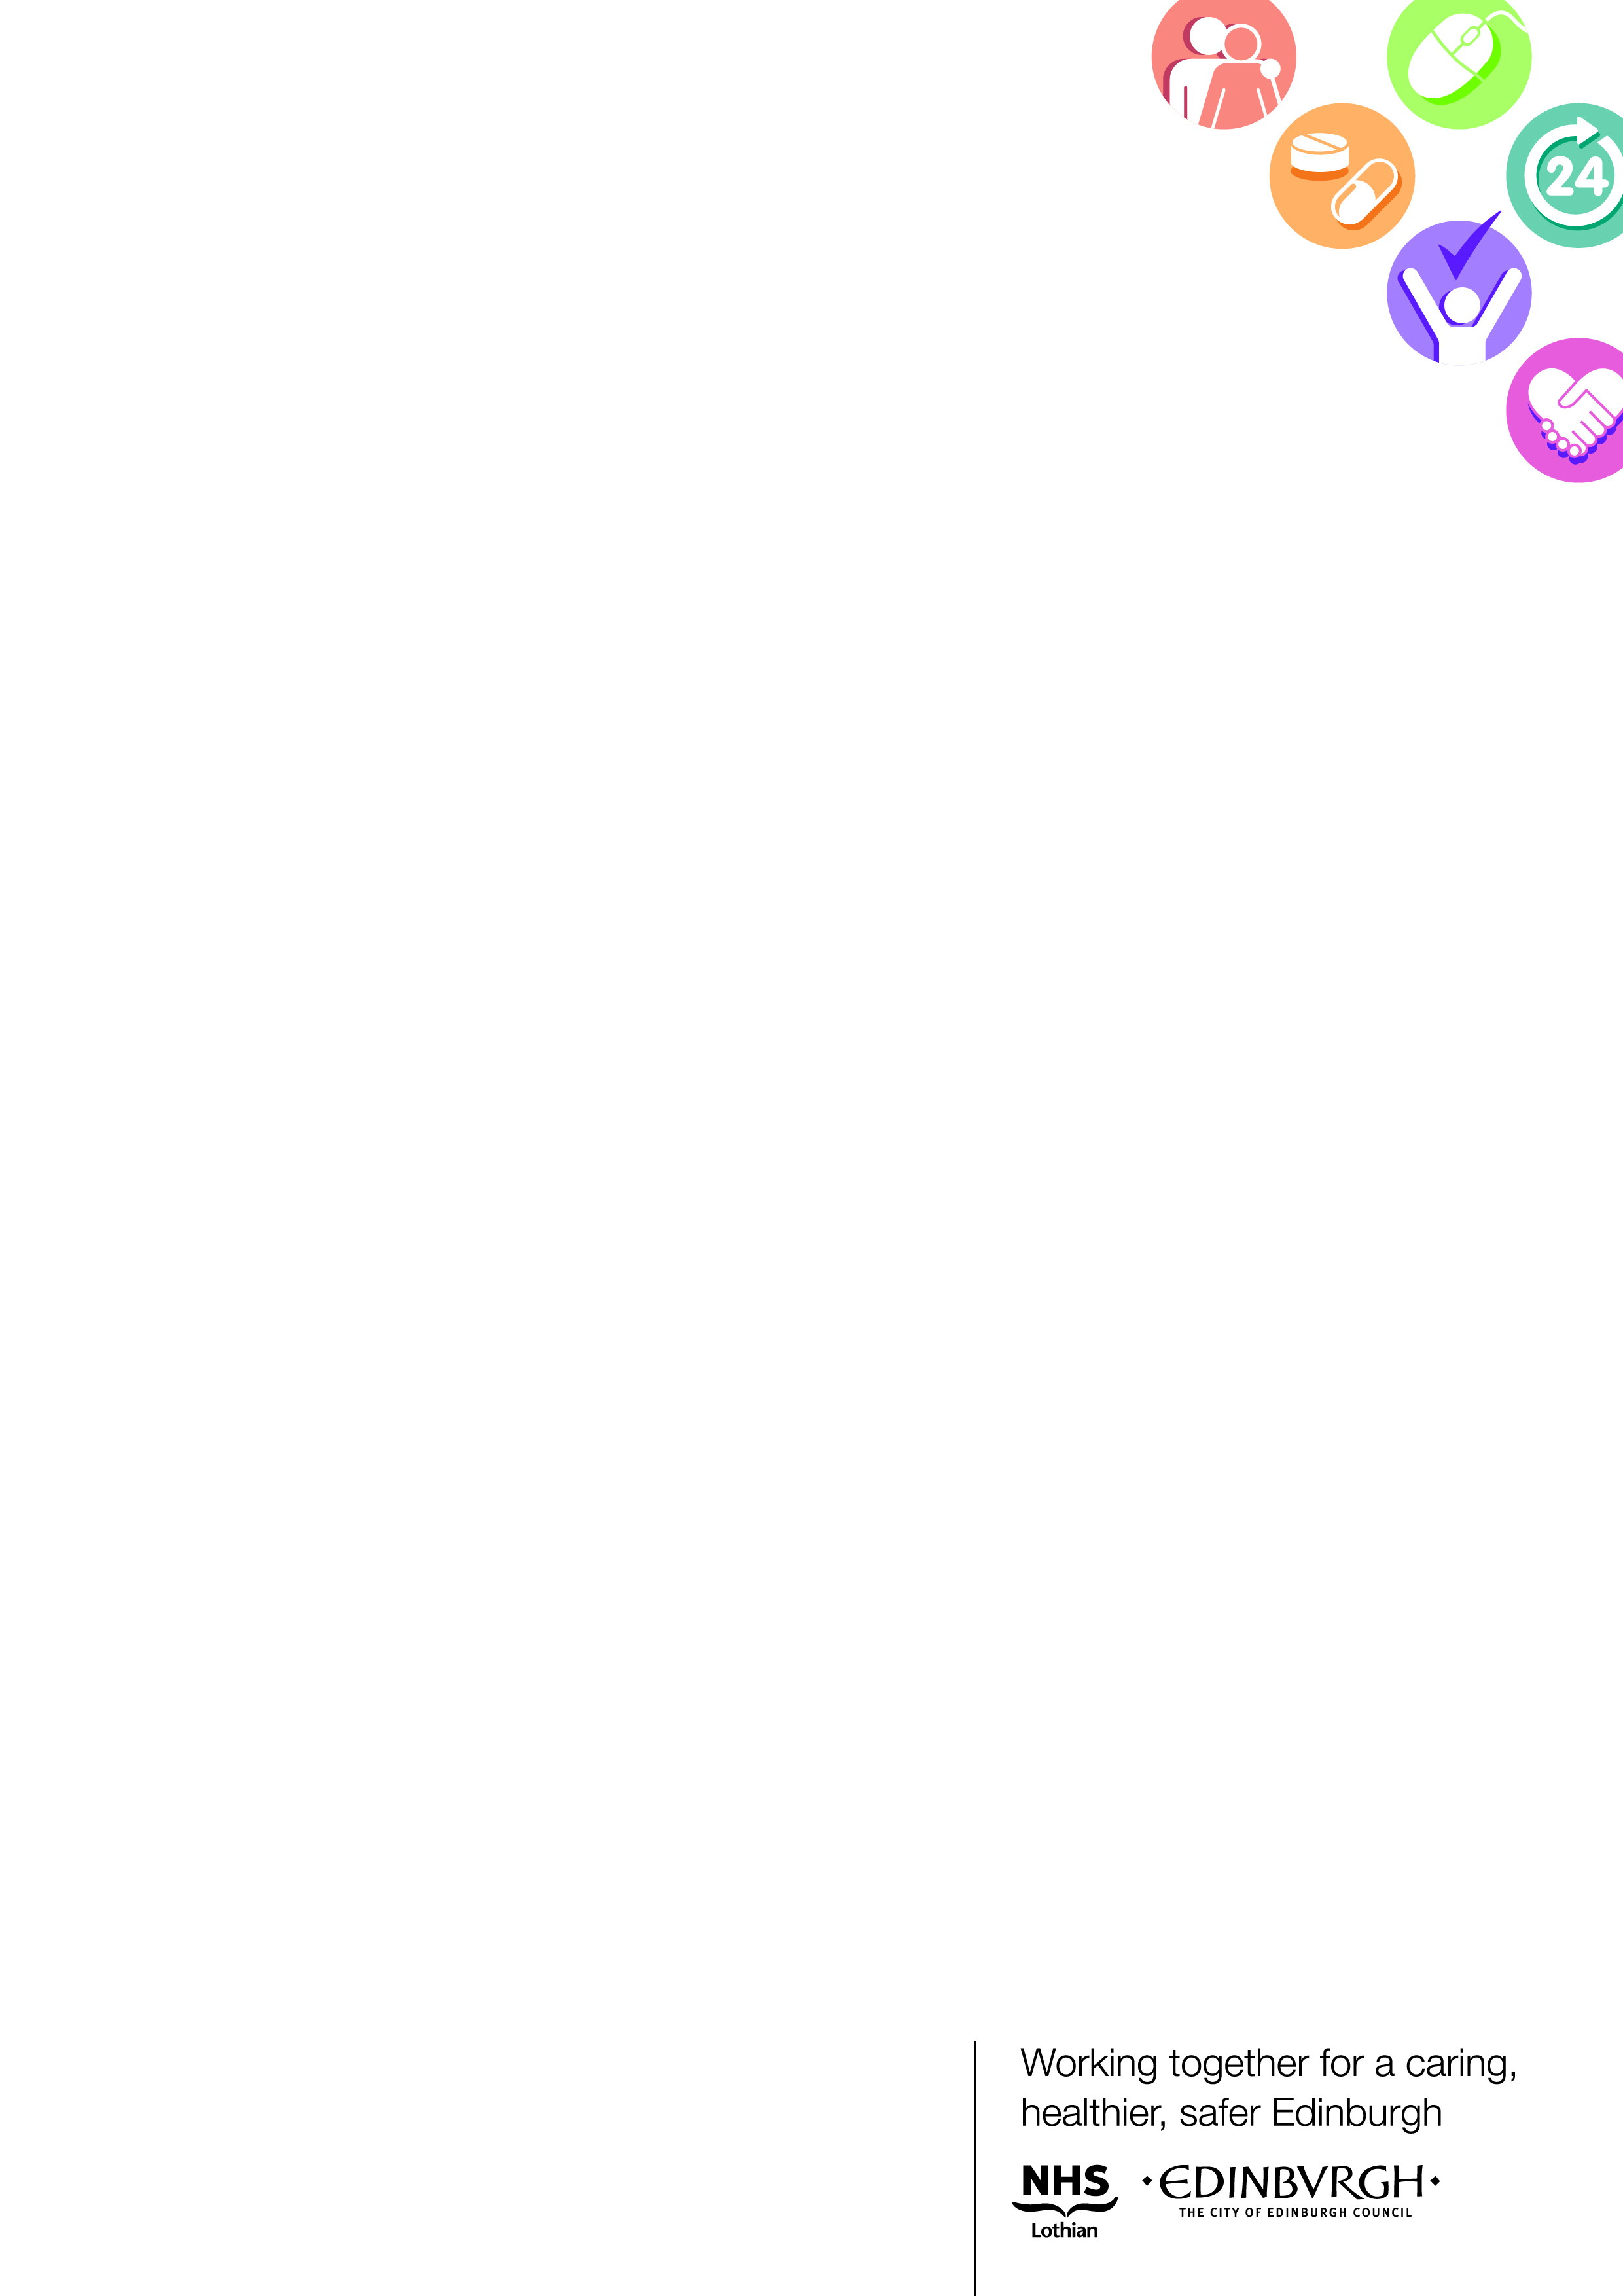 24
Working together for a caring,
healthier, safer Edinburgh
NHS
Lothian
·EDINBVRGH·
THE CITY OF EDINBURGH COUNCIL